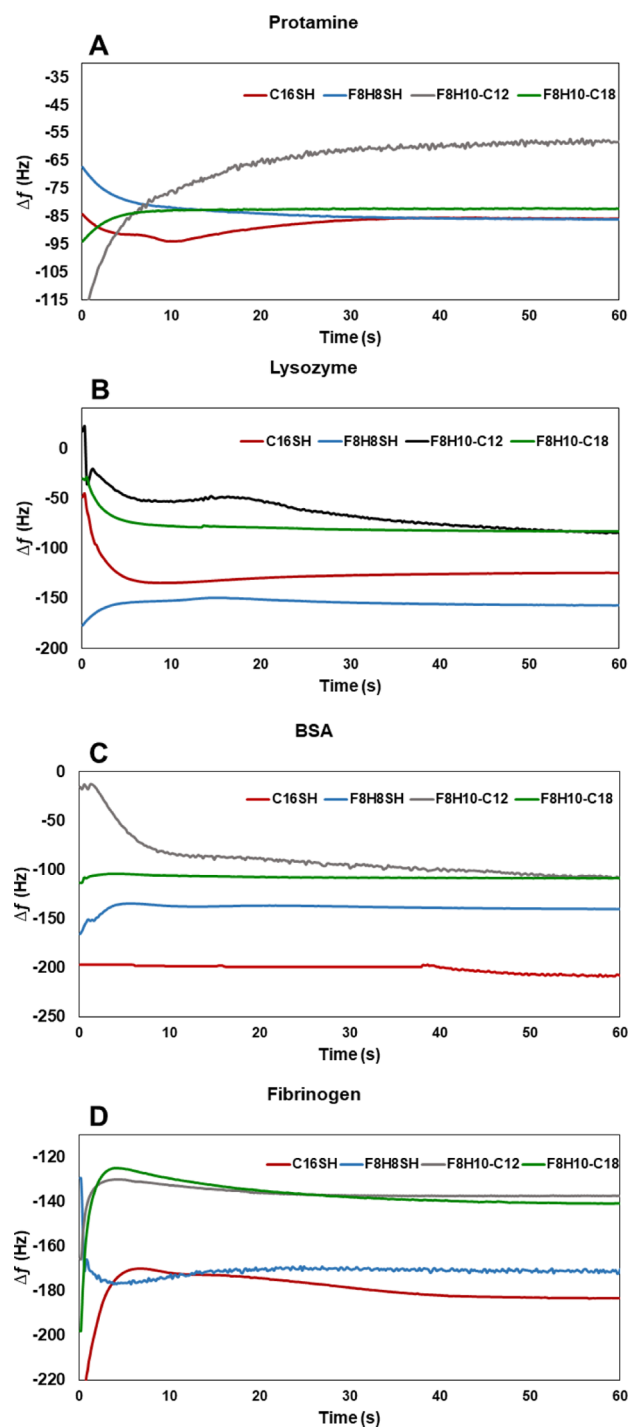 Protamine
A
-35
-45
-55
-65
-75
-85
-95
-105
-115
Δf (Hz)
C16SH F8H8SH F8H10-C12 F8H10-C18
0 10 20 30 40 50 60
Time (s)
Lysozyme
B
0
-50
-100
-150
-200
Δf (Hz)
C16SH F8H8SH F8H10-C12 F8H10-C18
0 10 20 30 40 50 60
Time (s)
BSA
C
0
-50
-100
-150
-200
-250
Δf (Hz)
C16SH F8H8SH F8H10-C12 F8H10-C18
0 10 20 30 40 50 60
Time (s)
Fibrinogen
D
-120
-140
-160
-180
-200
-220
Δf (Hz)
C16SH F8H8SH F8H10-C12 F8H10-C18
0 10 20 30 40 50 60
Time (s)